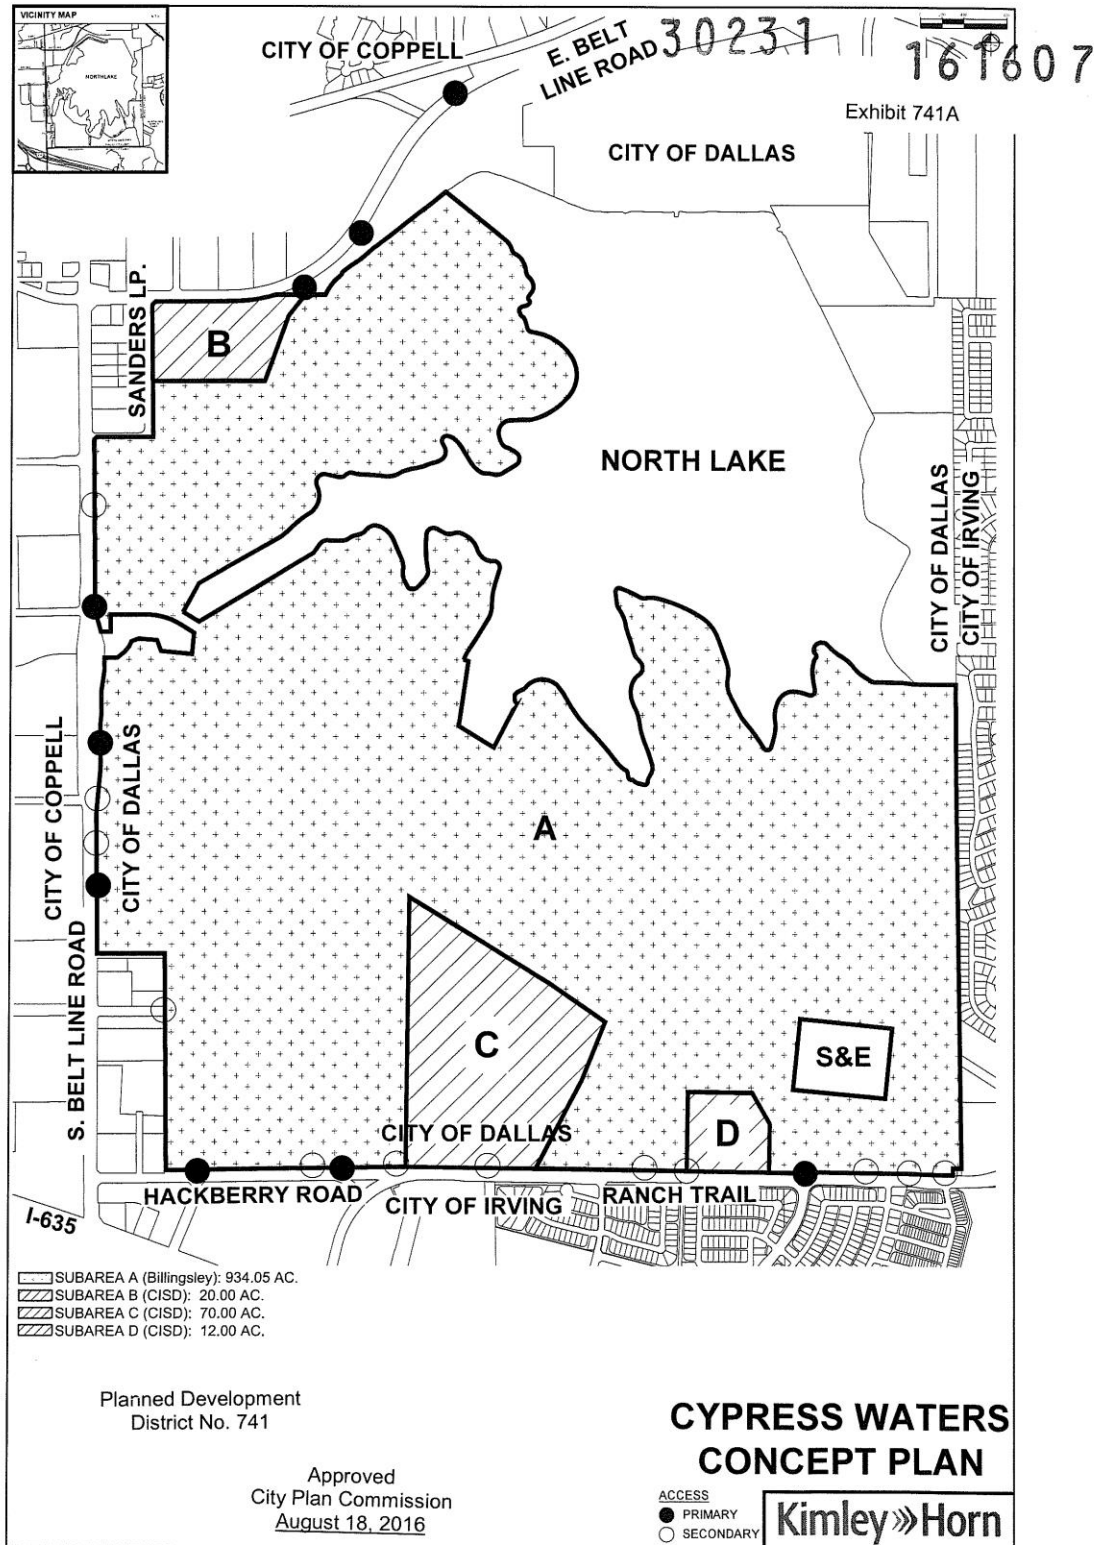 VICINITY MAP
NORTHLAKE
CITY OF COPPELL
E. BELT
LINE ROAD
30231
161607
Exhibit 741A
CITY OF DALLAS
SANDERS LP.
B
NORTH LAKE
CITY OF DALLAS
CITY OF IRVING
CITY OF COPPELL
CITY OF DALLAS
A
S. BELT LINE ROAD
C
S&E
D
CITY OF DALLAS
HACKBERRY ROAD
CITY OF IRVING
RANCH TRAIL
I-635
SUBAREA A (Billingsley): 934.05 AC.
SUBAREA B (CISD): 20.00 AC.
SUBAREA C (CISD): 70.00 AC.
SUBAREA D (CISD): 12.00 AC.
Planned Development
District No. 741
Approved
City Plan Commission
August 18, 2016
CYPRESS WATERS
CONCEPT PLAN
ACCESS
PRIMARY
SECONDARY
Kimley»Horn